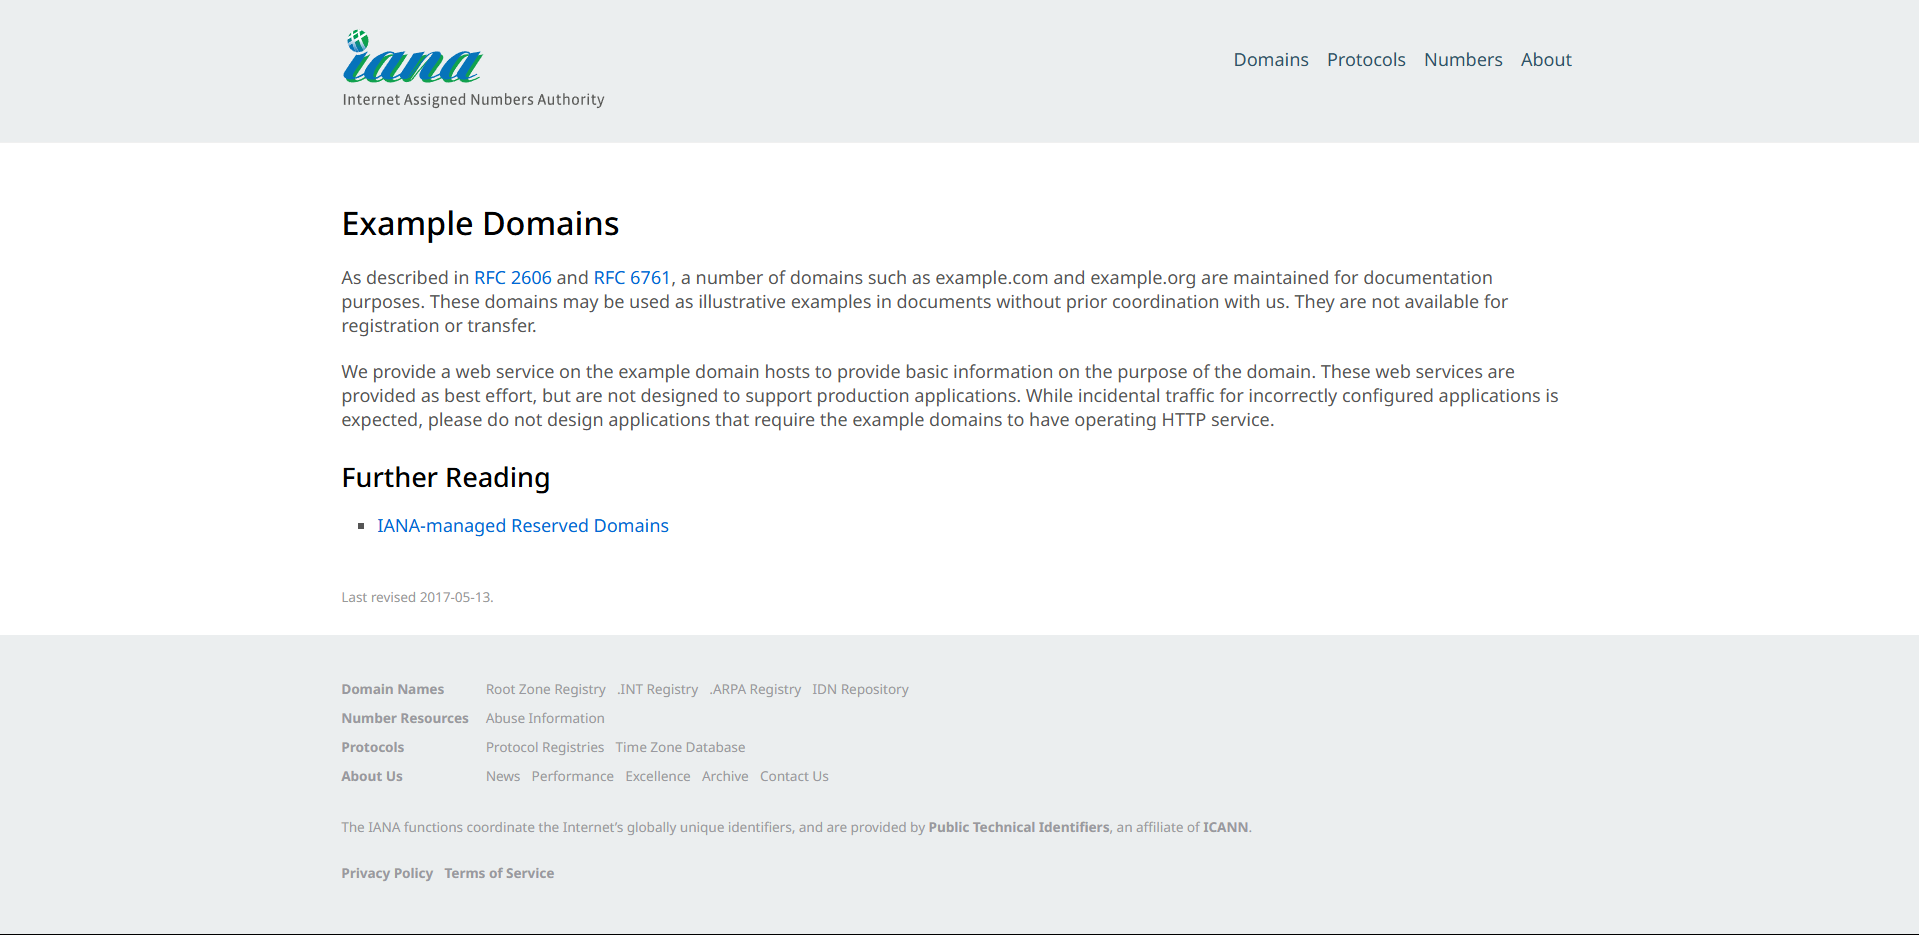 iana
Internet Assigned Numbers Authority
Domains Protocols Numbers About
Example Domains
As described in RFC 2606 and RFC 6761, a number of domains such as example.com and example.org are maintained for documentation
purposes. These domains may be used as illustrative examples in documents without prior coordination with us. They are not available for
registration or transfer.
We provide a web service on the example domain hosts to provide basic information on the purpose of the domain. These web services are
provided as best effort, but are not designed to support production applications. While incidental traffic for incorrectly configured applications is
expected, please do not design applications that require the example domains to have operating HTTP service.
Further Reading
IANA-managed Reserved Domains
Last revised 2017-05-13.
Domain Names Root Zone Registry .INT Registry .ARPA Registry IDN Repository
Number Resources Abuse Information
Protocols Protocol Registries Time Zone Database
About Us News Performance Excellence Archive Contact Us
The IANA functions coordinate the Internet’s globally unique identifiers, and are provided by Public Technical Identifiers, an affiliate of ICANN.
Privacy Policy Terms of Service